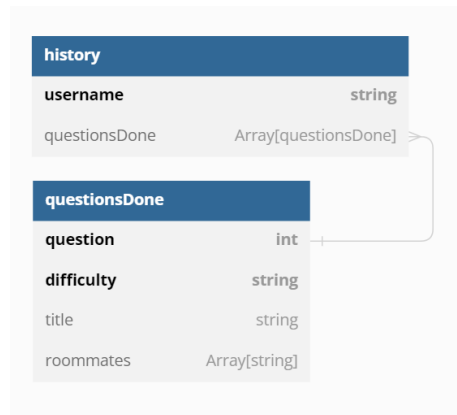 history
username string
questionsDone Array[questionsDone]
questionsDone
question int
difficulty string
title string
roommates Array[string]